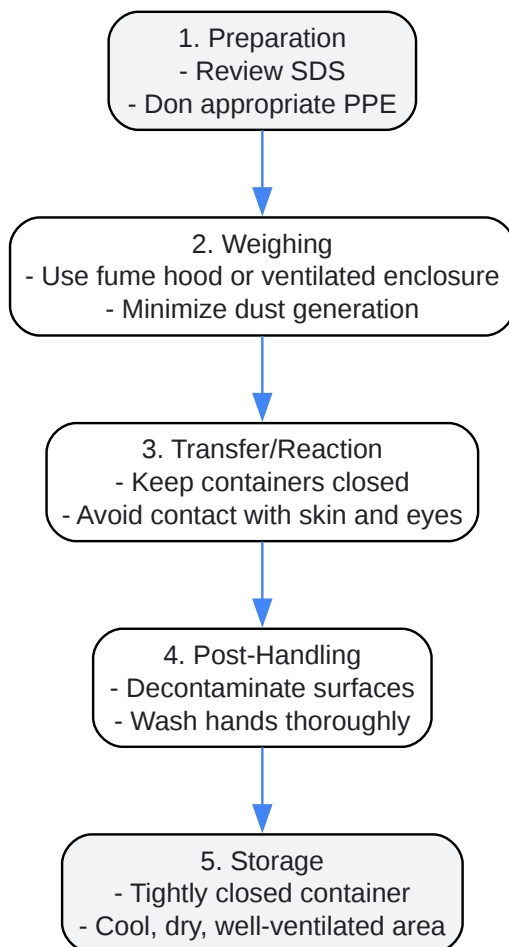 1. Preparation
- Review SDS
- Don appropriate PPE
2. Weighing
- Use fume hood or ventilated enclosure
- Minimize dust generation
3. Transfer/Reaction
- Keep containers closed
- Avoid contact with skin and eyes
4. Post-Handling
- Decontaminate surfaces
- Wash hands thoroughly
5. Storage
- Tightly closed container
- Cool, dry, well-ventilated area